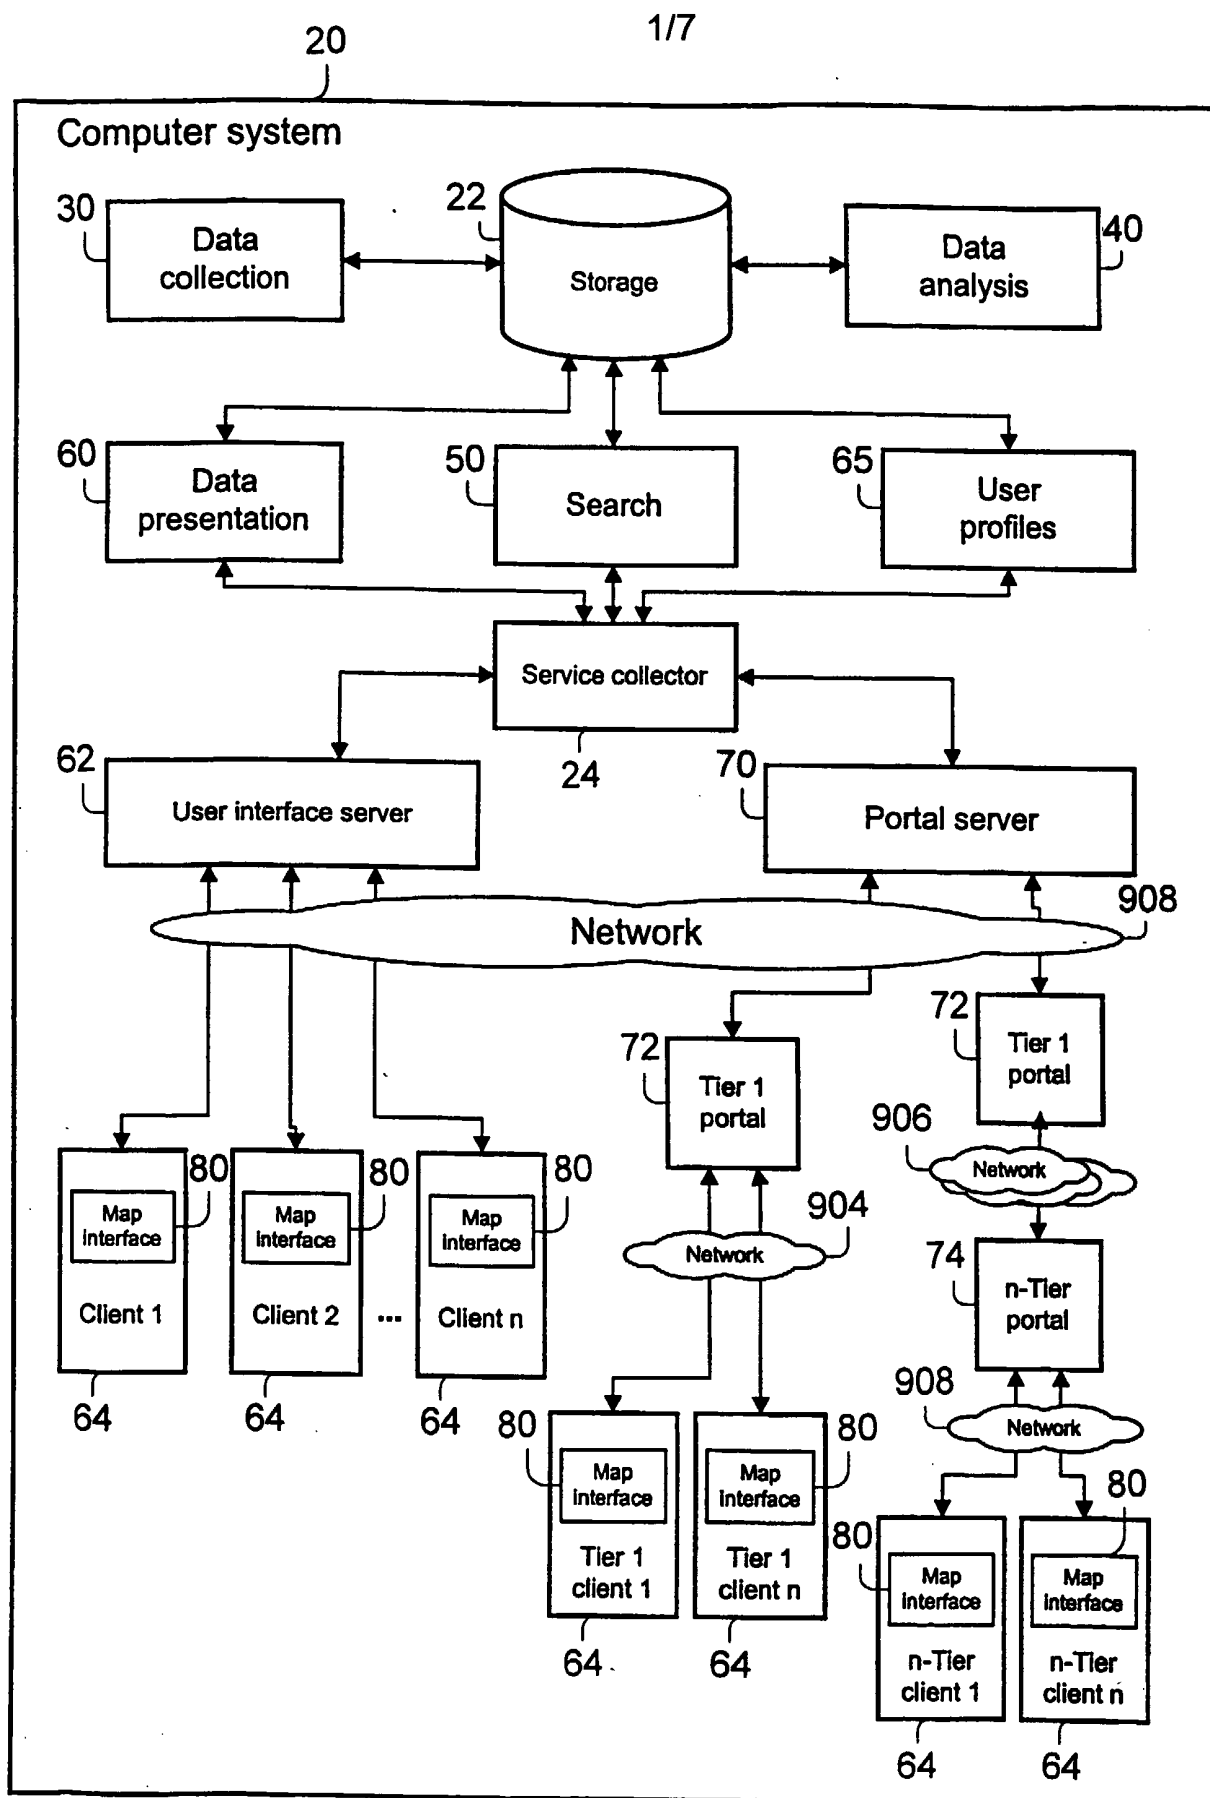 1/7
20
Computer system
30
Data
collection
22
Storage
40
Data
analysis
60
Data
presentation
50
Search
65
User
profiles
Service collector
24
62
User interface server
70
Portal server
908
Network
72
Tier 1
portal
72
Tier 1
portal
906
Network
904
Network
74
n-Tier
portal
908
Network
80
Map
interface
Client 1
64
80
Map
interface
Client 2
64
...
80
Map
interface
Client n
64
80
Map
interface
Tier 1
client 1
64
80
Map
interface
Tier 1
client n
64
80
Map
interface
n-Tier
client 1
64
80
Map
interface
n-Tier
client n
64